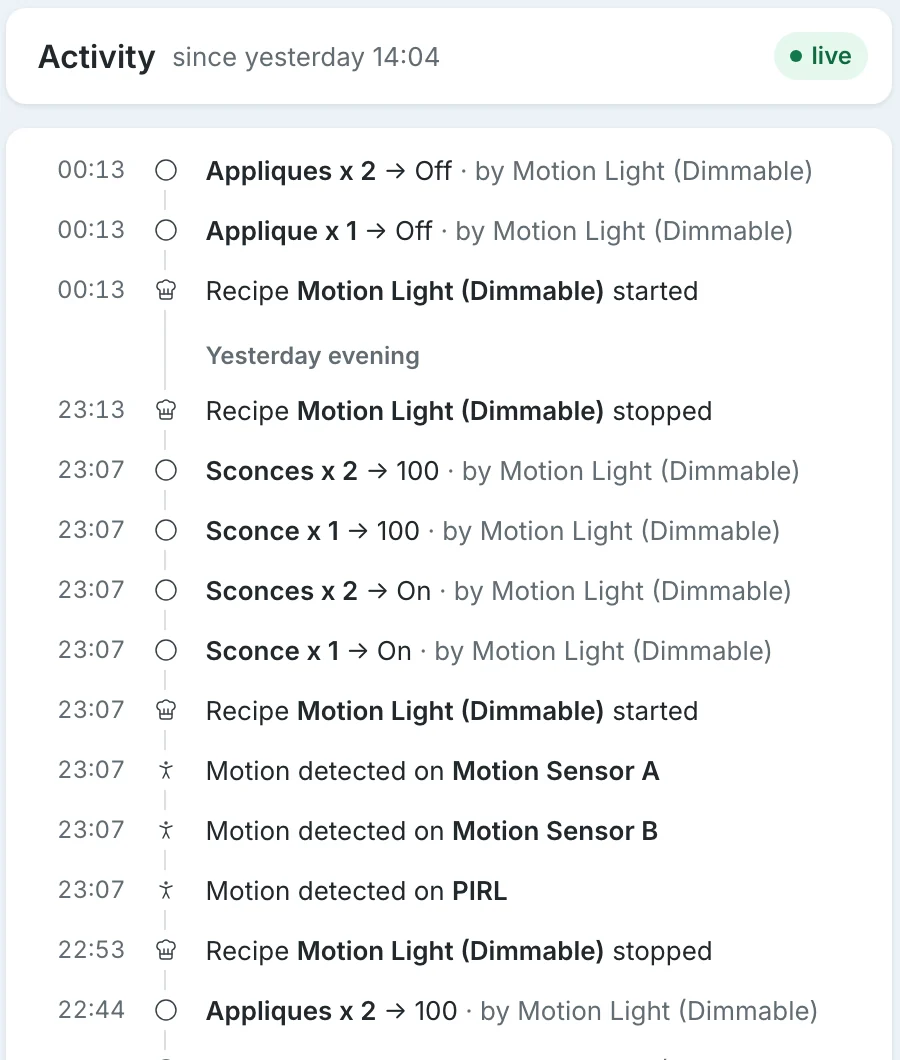 Activity since yesterday 14:04 live
00:13 Appliques x 2 → Off · by Motion Light (Dimmable)
00:13 Applique x 1 → Off · by Motion Light (Dimmable)
00:13 Recipe Motion Light (Dimmable) started
Yesterday evening
23:13 Recipe Motion Light (Dimmable) stopped
23:07 Sconces x 2 → 100 · by Motion Light (Dimmable)
23:07 Sconce x 1 → 100 · by Motion Light (Dimmable)
23:07 Sconces x 2 → On · by Motion Light (Dimmable)
23:07 Sconce x 1 → On · by Motion Light (Dimmable)
23:07 Recipe Motion Light (Dimmable) started
23:07 Motion detected on Motion Sensor A
23:07 Motion detected on Motion Sensor B
23:07 Motion detected on PIRL
22:53 Recipe Motion Light (Dimmable) stopped
22:44 Appliques x 2 → 100 · by Motion Light (Dimmable)